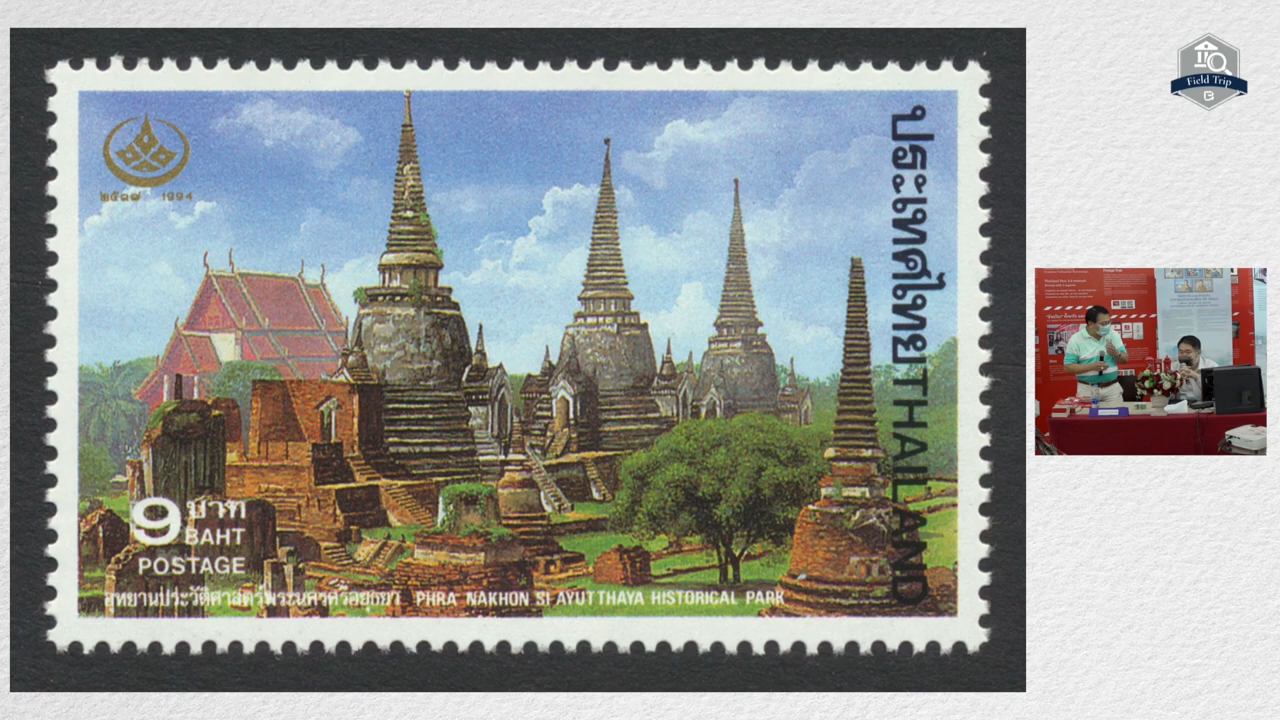 Field Trip
๒๕๓๗ 1994
ประเทศไทย THAILAND
9 บาท
BAHT
POSTAGE
อุทยานประวัติศาสตร์พระนครศรีอยุธยา PHRA NAKHON SI AYUTTHAYA HISTORICAL PARK